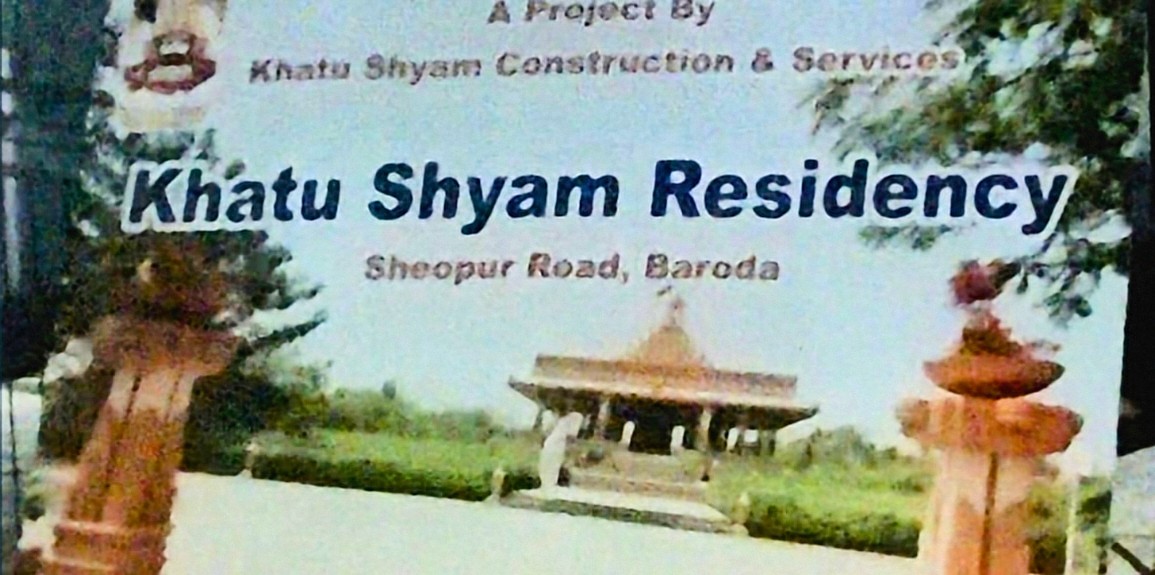 A Project By
Khatu Shyam Construction & Services
Khatu Shyam Residency
Sheopur Road, Baroda